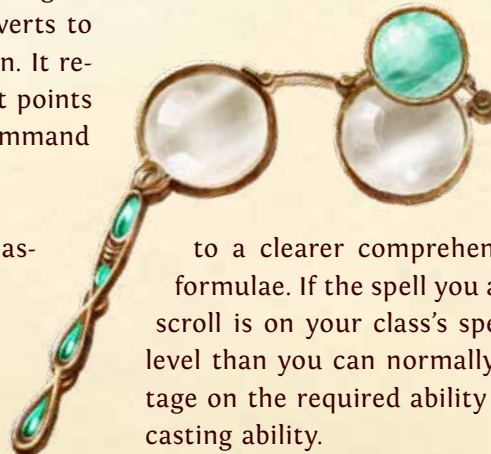 verts to
n. It re-
t points
ommand
as-
to a clearer comprehen
formulae. If the spell you a
scroll is on your class’s spe
level than you can normally
tage on the required ability
casting ability.